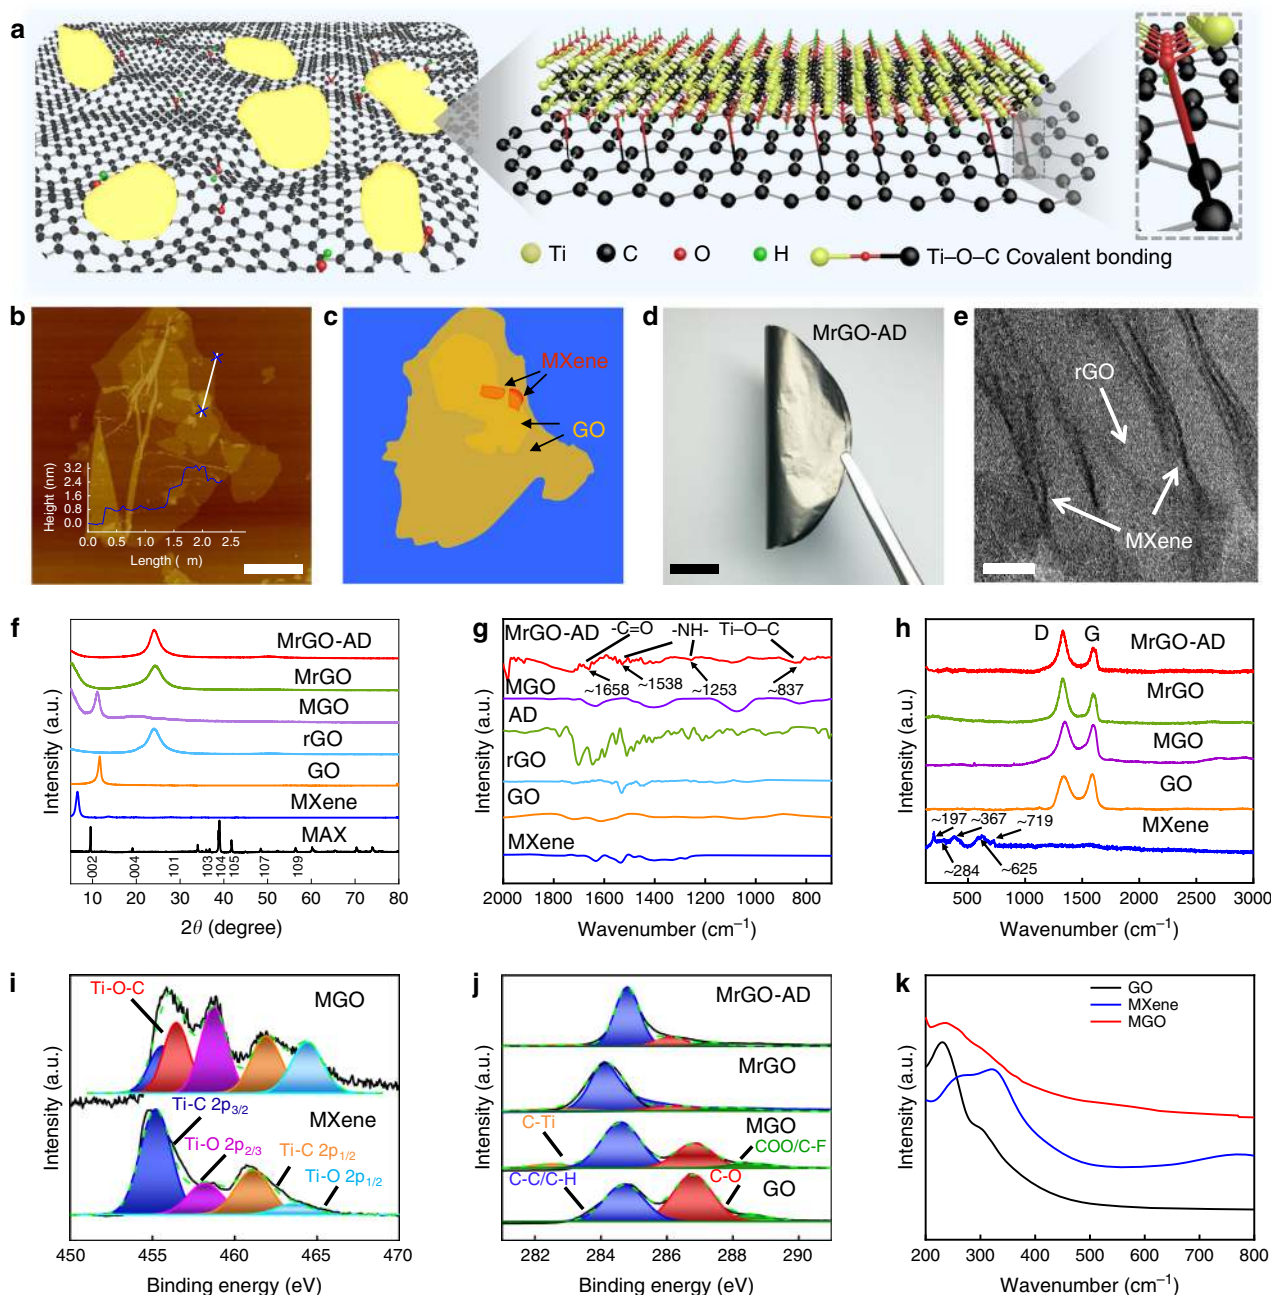 a
Ti
C
O
H
Ti–O–C Covalent bonding
b
Height (nm)
3.2
2.4
1.6
0.8
0.0
0.0 0.5 1.0 1.5 2.0 2.5
Length ( m)
c
MXene
GO
d
MrGO-AD
e
rGO
MXene
f
MrGO-AD
MrGO
MGO
rGO
GO
MXene
MAX
002 004 101 103 104 105 107 109
10 20 30 40 50 60 70 80
2θ (degree)
Intensity (a.u.)
g
MrGO-AD
-C=O
-NH-
Ti–O–C
~1658
~1538
~1253
~837
MGO
AD
rGO
GO
MXene
2000 1700 1400 1100 800
Wavenumber (cm–1)
Intensity (a.u.)
h
D
G
MrGO-AD
MrGO
MGO
GO
MXene
~197
~367
~719
~284
~625
500 1000 1500 2000 2500 3000
Wavenumber (cm–1)
Intensity (a.u.)
i
Ti-O-C
MGO
MXene
Ti-C 2p3/2
Ti-O 2p2/3
Ti-C 2p1/2
Ti-O 2p1/2
450 455 460 465 470
Binding energy (eV)
Intensity (a.u.)
j
MrGO-AD
MrGO
MGO
C-Ti
COO/C-F
C-C/C-H
C-O
GO
282 284 286 288 290
Binding energy (eV)
Intensity (a.u.)
k
GO
MXene
MGO
200 300 400 500 600 700 800
Wavenumber (cm–1)
Intensity (a.u.)